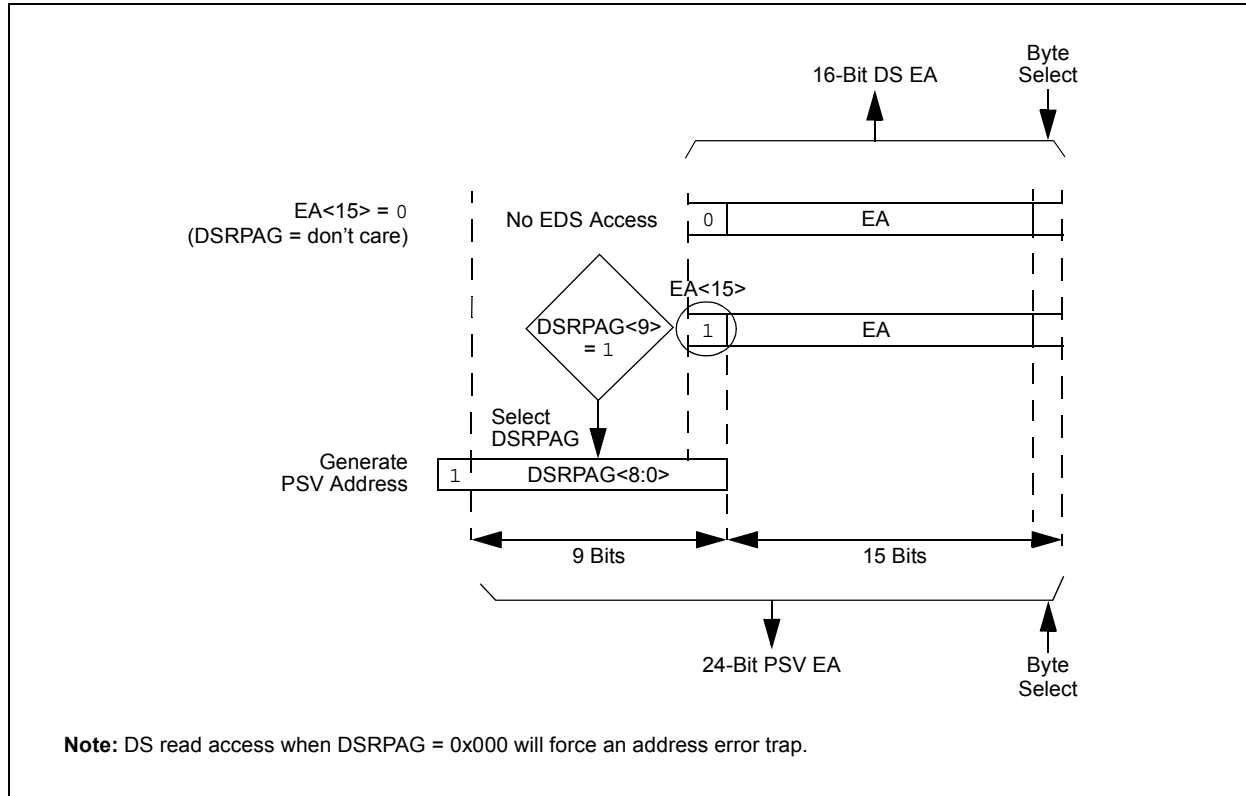 16-Bit DS EA
Byte
Select
EA<15> = 0
(DSRPAG = don't care)
No EDS Access
0
EA
EA<15>
DSRPAG<9>
= 1
1
EA
Select
DSRPAG
Generate
PSV Address
1
DSRPAG<8:0>
9 Bits
15 Bits
24-Bit PSV EA
Byte
Select
Note: DS read access when DSRPAG = 0x000 will force an address error trap.